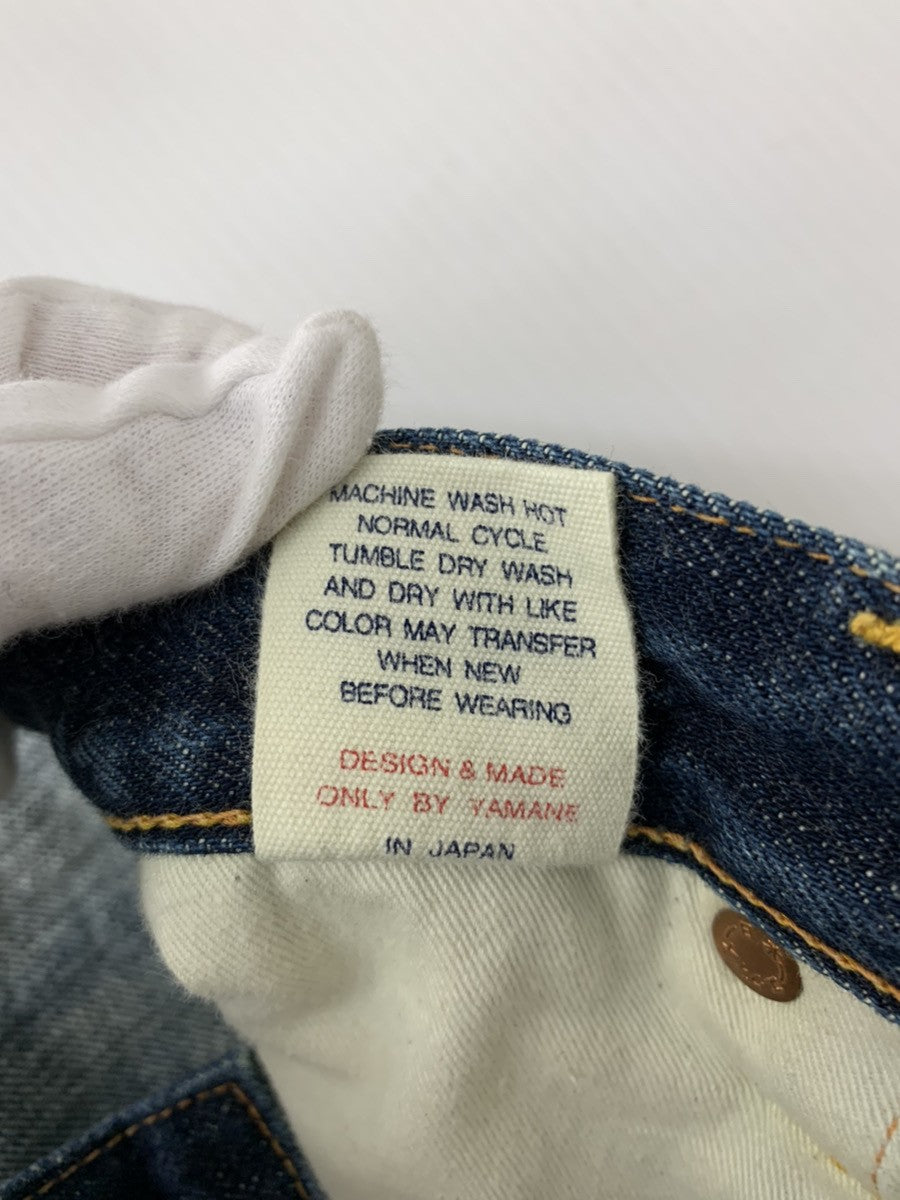 MACHINE WASH HOT
NORMAL CYCLE
TUMBLE DRY WASH
AND DRY WITH LIKE
COLOR MAY TRANSFER
WHEN NEW
BEFORE WEARING
DESIGN & MADE
ONLY BY YAMANE
IN JAPAN